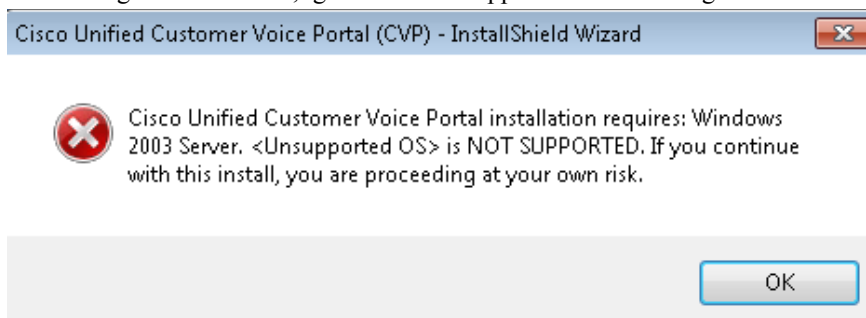 Cisco Unified Customer Voice Portal (CVP) - InstallShield Wizard
Cisco Unified Customer Voice Portal installation requires: Windows
2003 Server. <Unsupported OS> is NOT SUPPORTED. If you continue
with this install, you are proceeding at your own risk.
OK